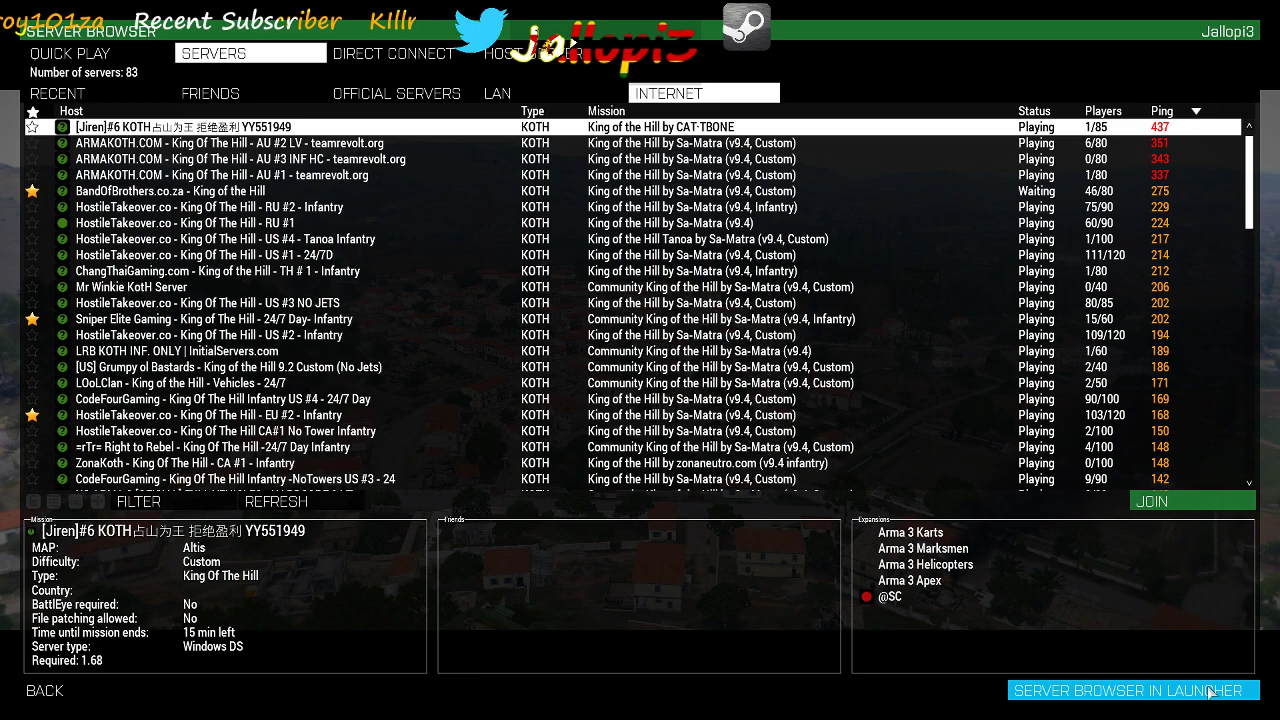 roy101za Recent Subscriber KIllr
SERVER BROWSER Jallopi3 Jallopi3
QUICK PLAY SERVERS DIRECT CONNECT HOST SERVER
Number of servers: 83
RECENT FRIENDS OFFICIAL SERVERS LAN INTERNET
Host Type Mission Status Players Ping
[Jiren]#6 KOTH占山为王 拒绝盈利 YY551949 KOTH King of the Hill by CAT-TBONE Playing 1/85 437
ARMAKOTH.COM - King Of The Hill - AU #2 LV - teamrevolt.org KOTH King of the Hill by Sa-Matra (v9.4, Custom) Playing 6/80 351
ARMAKOTH.COM - King Of The Hill - AU #3 INF HC - teamrevolt.org KOTH King of the Hill by Sa-Matra (v9.4, Custom) Playing 0/80 343
ARMAKOTH.COM - King Of The Hill - AU #1 - teamrevolt.org KOTH King of the Hill by Sa-Matra (v9.4, Custom) Playing 1/80 337
BandOfBrothers.co.za - King of the Hill KOTH King of the Hill by Sa-Matra (v9.4, Custom) Waiting 46/80 275
HostileTakeover.co - King Of The Hill - RU #2 - Infantry KOTH King of the Hill by Sa-Matra (v9.4, Infantry) Playing 75/90 229
HostileTakeover.co - King Of The Hill - RU #1 KOTH King of the Hill by Sa-Matra (v9.4) Playing 60/90 224
HostileTakeover.co - King Of The Hill - US #4 - Tanoa Infantry KOTH King of the Hill Tanoa by Sa-Matra (v9.4, Custom) Playing 1/100 217
HostileTakeover.co - King Of The Hill - US #1 - 24/7D KOTH King of the Hill by Sa-Matra (v9.4, Custom) Playing 111/120 214
ChangThaiGaming.com - King of the Hill - TH # 1 - Infantry KOTH King of the Hill by Sa-Matra (v9.4, Infantry) Playing 1/80 212
Mr Winkie KotH Server KOTH Community King of the Hill by Sa-Matra (v9.4, Custom) Playing 0/40 206
HostileTakeover.co - King Of The Hill - US #3 NO JETS KOTH King of the Hill by Sa-Matra (v9.4, Custom) Playing 80/85 202
Sniper Elite Gaming - 24/7 Day- Infantry KOTH Community King of the Hill by Sa-Matra (v9.4, Infantry) Playing 15/60 202
HostileTakeover.co - King Of The Hill - US #2 - Infantry KOTH King of the Hill by Sa-Matra (v9.4, Custom) Playing 109/120 194
LRB KOTH INF. ONLY | InitialServers.com KOTH Community King of the Hill by Sa-Matra (v9.4) Playing 1/60 189
[US] Grumpy ol Bastards - King of the Hill 9.2 Custom (No Jets) KOTH Community King of the Hill by Sa-Matra (v9.4, Custom) Playing 2/40 186
LOoLClan - King of the Hill - Vehicles - 24/7 KOTH Community King of the Hill by Sa-Matra (v9.4, Custom) Playing 2/50 171
CodeFourGaming - King Of The Hill Infantry US #4 - 24/7 Day KOTH King of the Hill by Sa-Matra (v9.4, Custom) Playing 90/100 169
HostileTakeover.co - King Of The Hill - EU #2 - Infantry KOTH King of the Hill by Sa-Matra (v9.4, Custom) Playing 103/120 168
HostileTakeover.co - King Of The Hill CA#1 No Tower Infantry KOTH King of the Hill by Sa-Matra (v9.4, Custom) Playing 2/100 150
=rTr= Right to Rebel - King Of The Hill -24/7 Day Infantry KOTH Community King of the Hill by Sa-Matra (v9.4, Custom) Playing 4/100 148
ZonaKoth - King Of The Hill - CA #1 - Infantry KOTH King of the Hill by zonaneutro.com (v9.4 infantry) Playing 0/100 148
CodeFourGaming - King Of The Hill Infantry -NoTowers US #3 - 24 KOTH King of the Hill by Sa-Matra (v9.4, Custom) Playing 9/90 142
FILTER REFRESH JOIN
Mission Friends Expansions
[Jiren]#6 KOTH占山为王 拒绝盈利 YY551949
MAP: Altis
Difficulty: Custom
Type: King Of The Hill
Country:
BattlEye required: No
File patching allowed: No
Time until mission ends: 15 min left
Server type: Windows DS
Required: 1.68
Arma 3 Karts
Arma 3 Marksmen
Arma 3 Helicopters
Arma 3 Apex
@SC
BACK SERVER BROWSER IN LAUNCHER